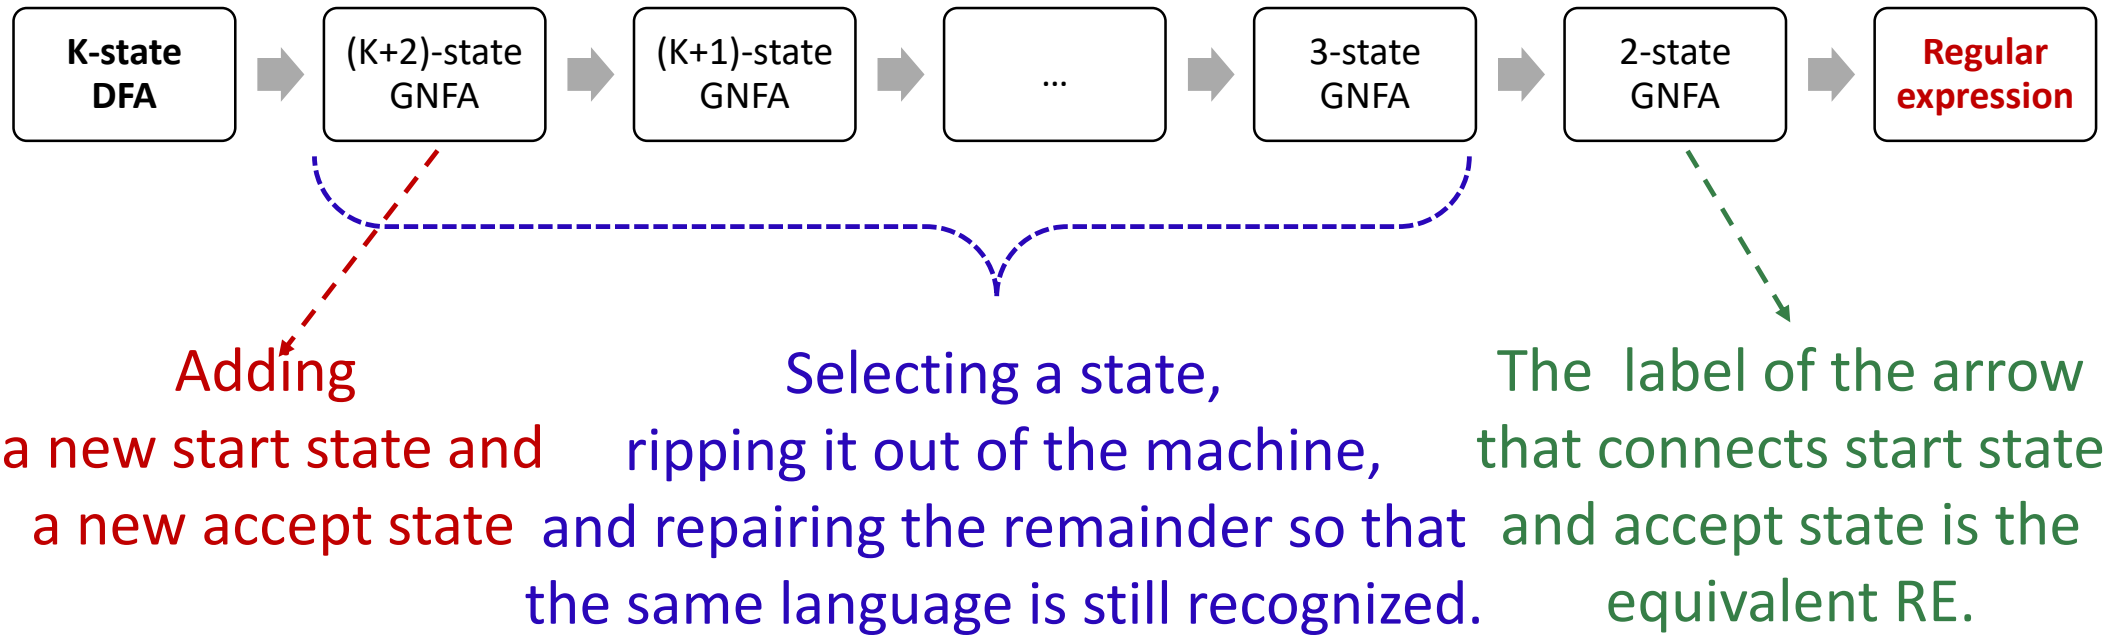 K-state
DFA
(K+2)-state
GNFA
(K+1)-state
GNFA
...
3-state
GNFA
2-state
GNFA
Regular
expression
Adding
a new start state and
a new accept state
Selecting a state,
ripping it out of the machine,
and repairing the remainder so that
the same language is still recognized.
The label of the arrow
that connects start state
and accept state is the
equivalent RE.